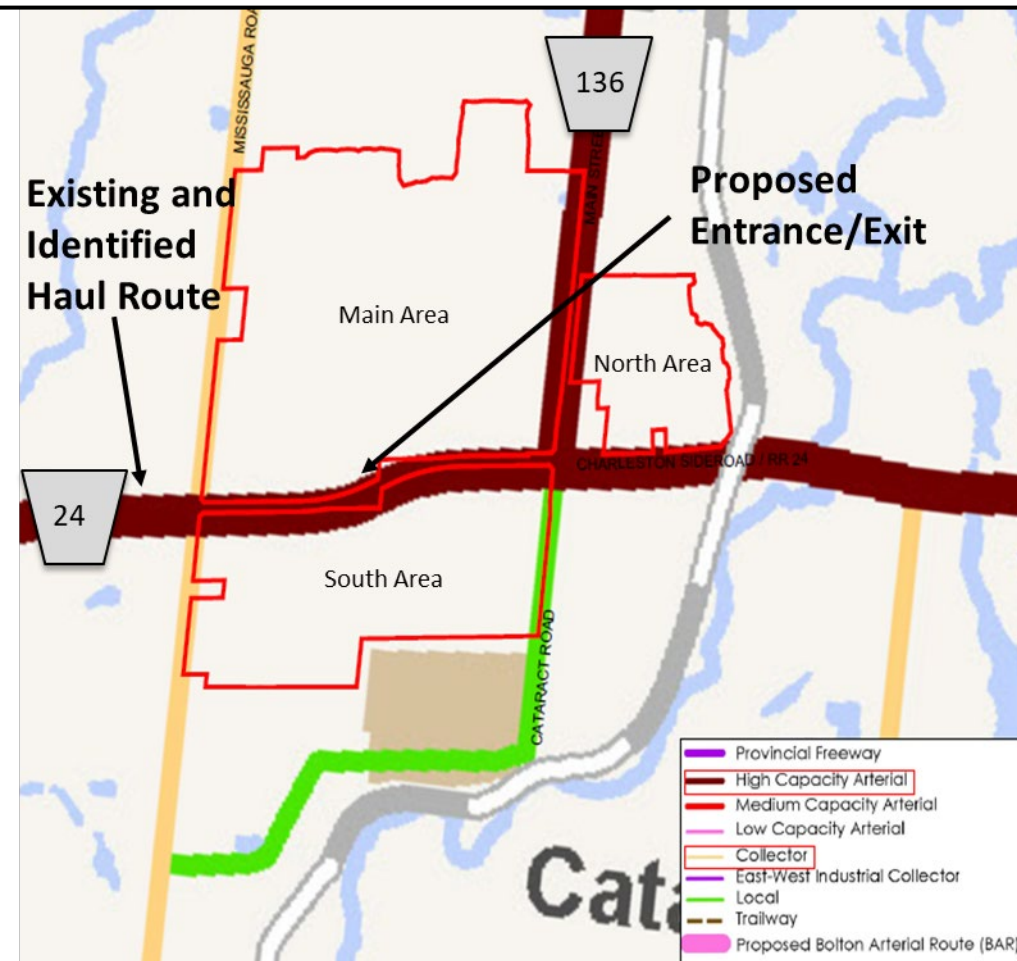 MISSISSAUGA ROA
136
MAIN STREE
Existing and
Identified
Haul Route
Proposed
Entrance/Exit
Main Area
North Area
CHARLESTON SIDEROAD / RR 24
24
South Area
CATARACT ROAD
Cata
Provincial Freeway
High Capacity Arterial
Medium Capacity Arterial
Low Capacity Arterial
Collector
East-West Industrial Collector
Local
Trailway
Proposed Bolton Arterial Route (BAR)